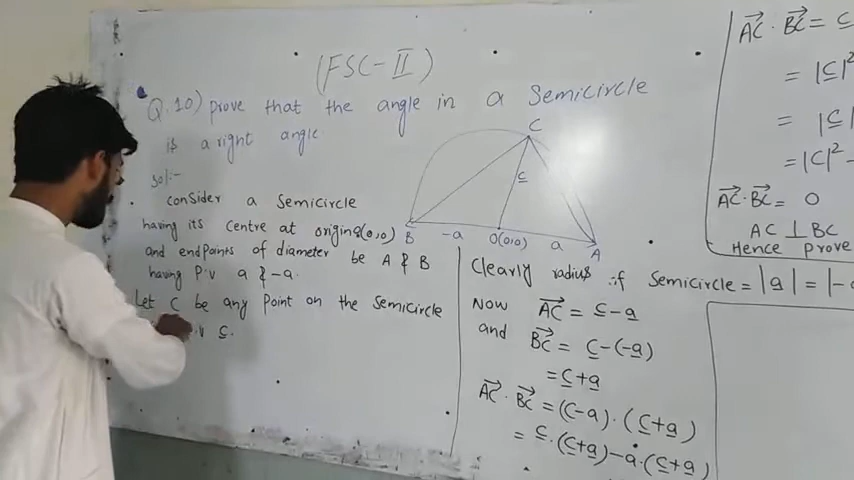 (FSC-II)
Q.10) prove that the angle in a Semicircle
is a right angle
Sol:-
Consider a Semicircle
having its centre at origin(0,0)
and endpoints of diameter be A & B
having P.V a & -a.
Let C be any point on the Semicircle
V c.
C
c
B -a O(0,0) a A
Clearly radius of Semicircle = |a| = |-
Now AC = c-a
and BC = c-(-a)
= c+a
AC . BC = (c-a) . (c+a)
= c.(c+a)-a.(c+a)
AC . BC = c
= |c|²
= |c|
= |c|²-
AC.BC = 0
AC ⊥ BC
Hence prove